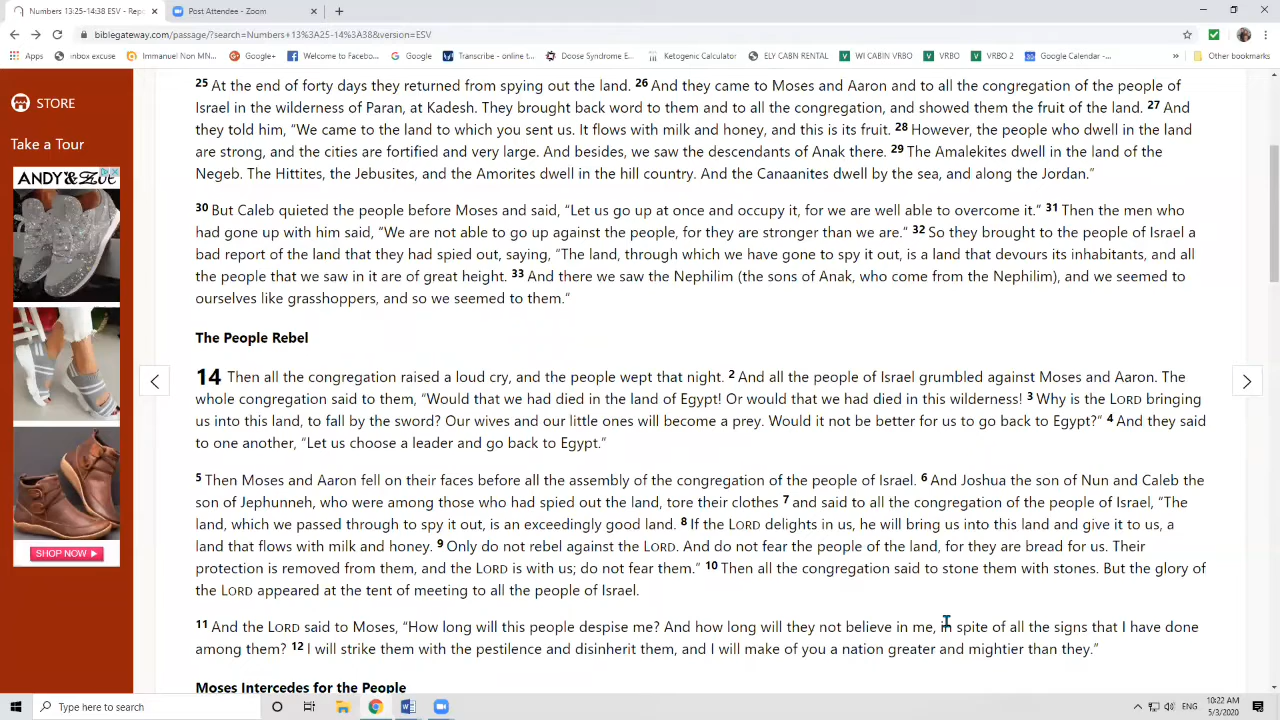 Numbers 13:25-14:38 ESV - Rep
Post Attendee - Zoom
biblegateway.com/passage/?search=Numbers+13%3A25-14%3A38&version=ESV
Apps
inbox excuse
Immanuel Non MN...
Google+
Welcome to Facebo...
Google
Transcribe - online t...
Doose Syndrome E...
Ketogenic Calculator
ELY CABN RENTAL
WI CABIN VRBO
VRBO
VRBO 2
Google Calendar -...
»
Other bookmarks
STORE
Take a Tour
ANDY&
SHOP NOW
25 At the end of forty days they returned from spying out the land. 26 And they came to Moses and Aaron and to all the congregation of the people of
Israel in the wilderness of Paran, at Kadesh. They brought back word to them and to all the congregation, and showed them the fruit of the land. 27 And
they told him, “We came to the land to which you sent us. It flows with milk and honey, and this is its fruit. 28 However, the people who dwell in the land
are strong, and the cities are fortified and very large. And besides, we saw the descendants of Anak there. 29 The Amalekites dwell in the land of the
Negeb. The Hittites, the Jebusites, and the Amorites dwell in the hill country. And the Canaanites dwell by the sea, and along the Jordan.”
30 But Caleb quieted the people before Moses and said, “Let us go up at once and occupy it, for we are well able to overcome it.” 31 Then the men who
had gone up with him said, “We are not able to go up against the people, for they are stronger than we are.” 32 So they brought to the people of Israel a
bad report of the land that they had spied out, saying, “The land, through which we have gone to spy it out, is a land that devours its inhabitants, and all
the people that we saw in it are of great height. 33 And there we saw the Nephilim (the sons of Anak, who come from the Nephilim), and we seemed to
ourselves like grasshoppers, and so we seemed to them.”
The People Rebel
14 Then all the congregation raised a loud cry, and the people wept that night. 2 And all the people of Israel grumbled against Moses and Aaron. The
whole congregation said to them, “Would that we had died in the land of Egypt! Or would that we had died in this wilderness! 3 Why is the LORD bringing
us into this land, to fall by the sword? Our wives and our little ones will become a prey. Would it not be better for us to go back to Egypt?” 4 And they said
to one another, “Let us choose a leader and go back to Egypt.”
5 Then Moses and Aaron fell on their faces before all the assembly of the congregation of the people of Israel. 6 And Joshua the son of Nun and Caleb the
son of Jephunneh, who were among those who had spied out the land, tore their clothes 7 and said to all the congregation of the people of Israel, “The
land, which we passed through to spy it out, is an exceedingly good land. 8 If the LORD delights in us, he will bring us into this land and give it to us, a
land that flows with milk and honey. 9 Only do not rebel against the LORD. And do not fear the people of the land, for they are bread for us. Their
protection is removed from them, and the LORD is with us; do not fear them.” 10 Then all the congregation said to stone them with stones. But the glory of
the LORD appeared at the tent of meeting to all the people of Israel.
11 And the LORD said to Moses, “How long will this people despise me? And how long will they not believe in me, in spite of all the signs that I have done
among them? 12 I will strike them with the pestilence and disinherit them, and I will make of you a nation greater and mightier than they.”
Moses Intercedes for the People
Type here to search
ENG
10:22 AM
5/3/2020